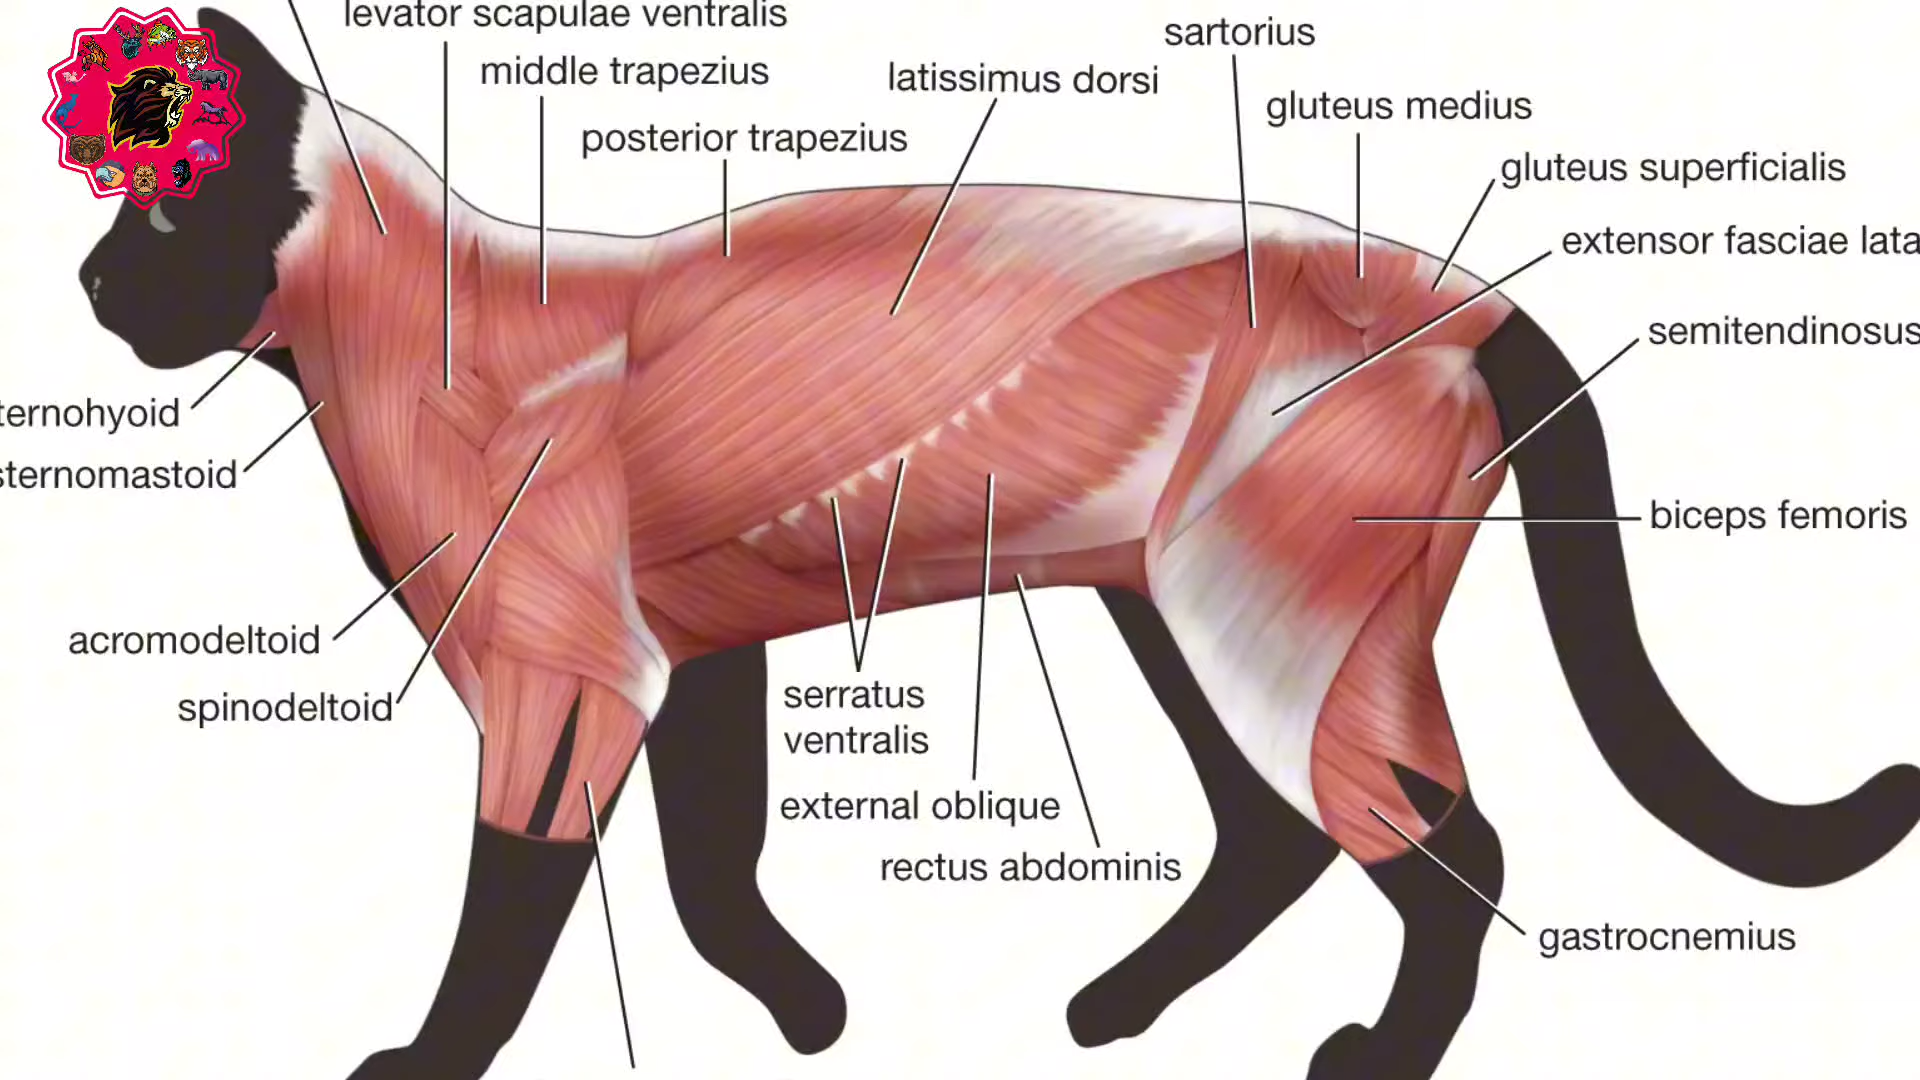 levator scapulae ventralis
middle trapezius
posterior trapezius
latissimus dorsi
sartorius
gluteus medius
gluteus superficialis
extensor fasciae lata
semitendinosus
biceps femoris
ternohyoid
sternomastoid
acromodeltoid
spinodeltoid
serratus
ventralis
external oblique
rectus abdominis
gastrocnemius